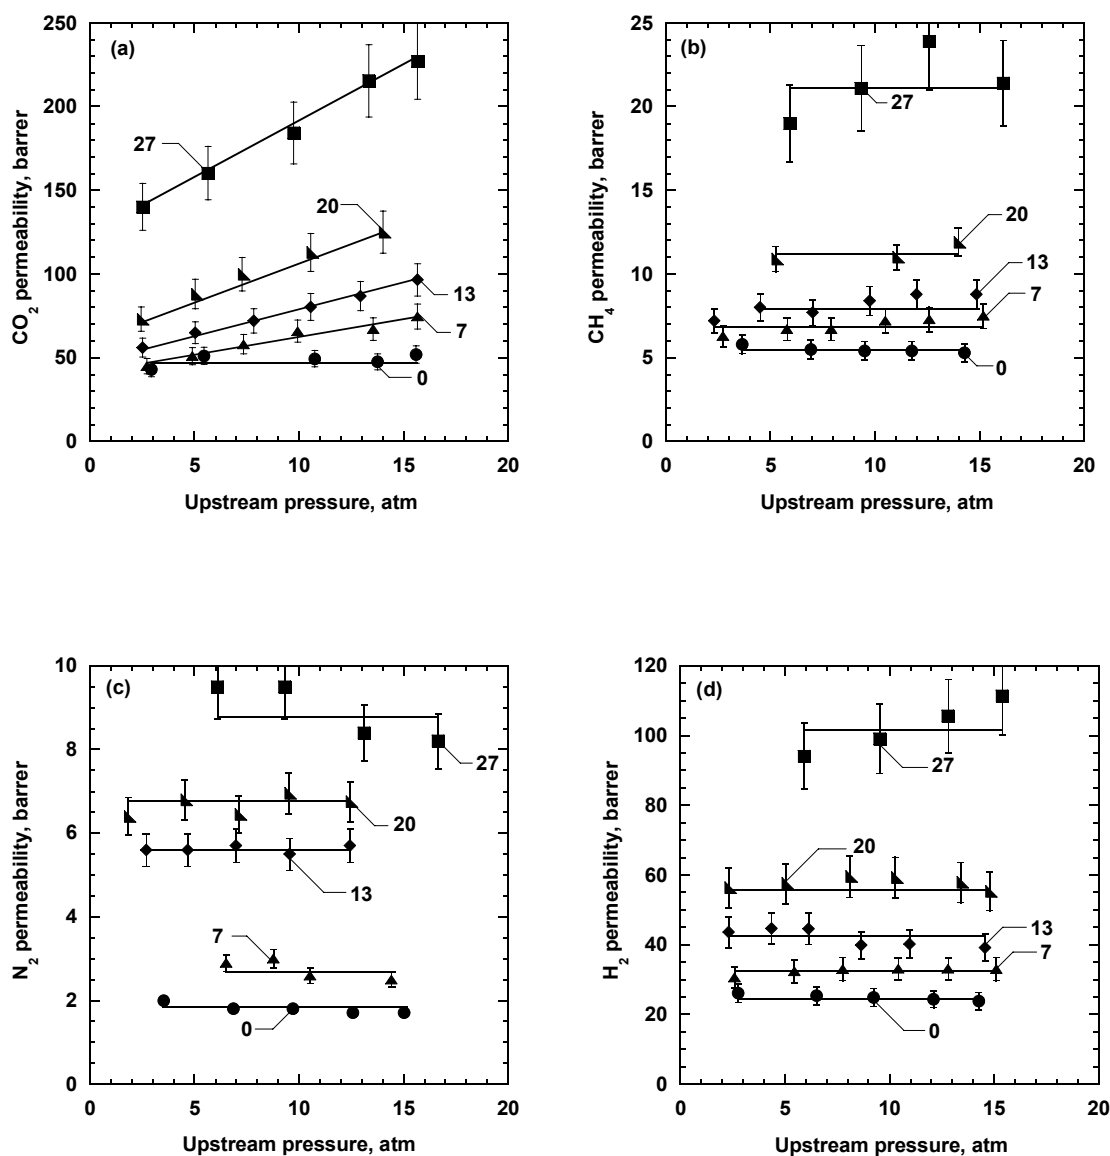 (a)
250
200
150
100
50
0
CO2 permeability, barrer
27
20
13
7
0
0 5 10 15 20
Upstream pressure, atm
(b)
25
20
15
10
5
0
CH4 permeability, barrer
27
20
13
7
0
0 5 10 15 20
Upstream pressure, atm
(c)
10
8
6
4
2
0
N2 permeability, barrer
27
20
13
7
0
0 5 10 15 20
Upstream pressure, atm
(d)
120
100
80
60
40
20
0
H2 permeability, barrer
27
20
13
7
0
0 5 10 15 20
Upstream pressure, atm